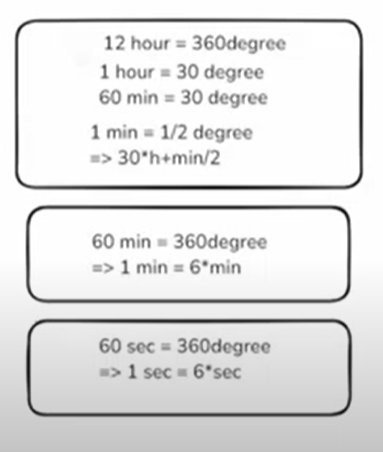 12 hour = 360degree
1 hour = 30 degree
60 min = 30 degree
1 min = 1/2 degree
=> 30*h+min/2
60 min = 360degree
=> 1 min = 6*min
60 sec = 360degree
=> 1 sec = 6*sec